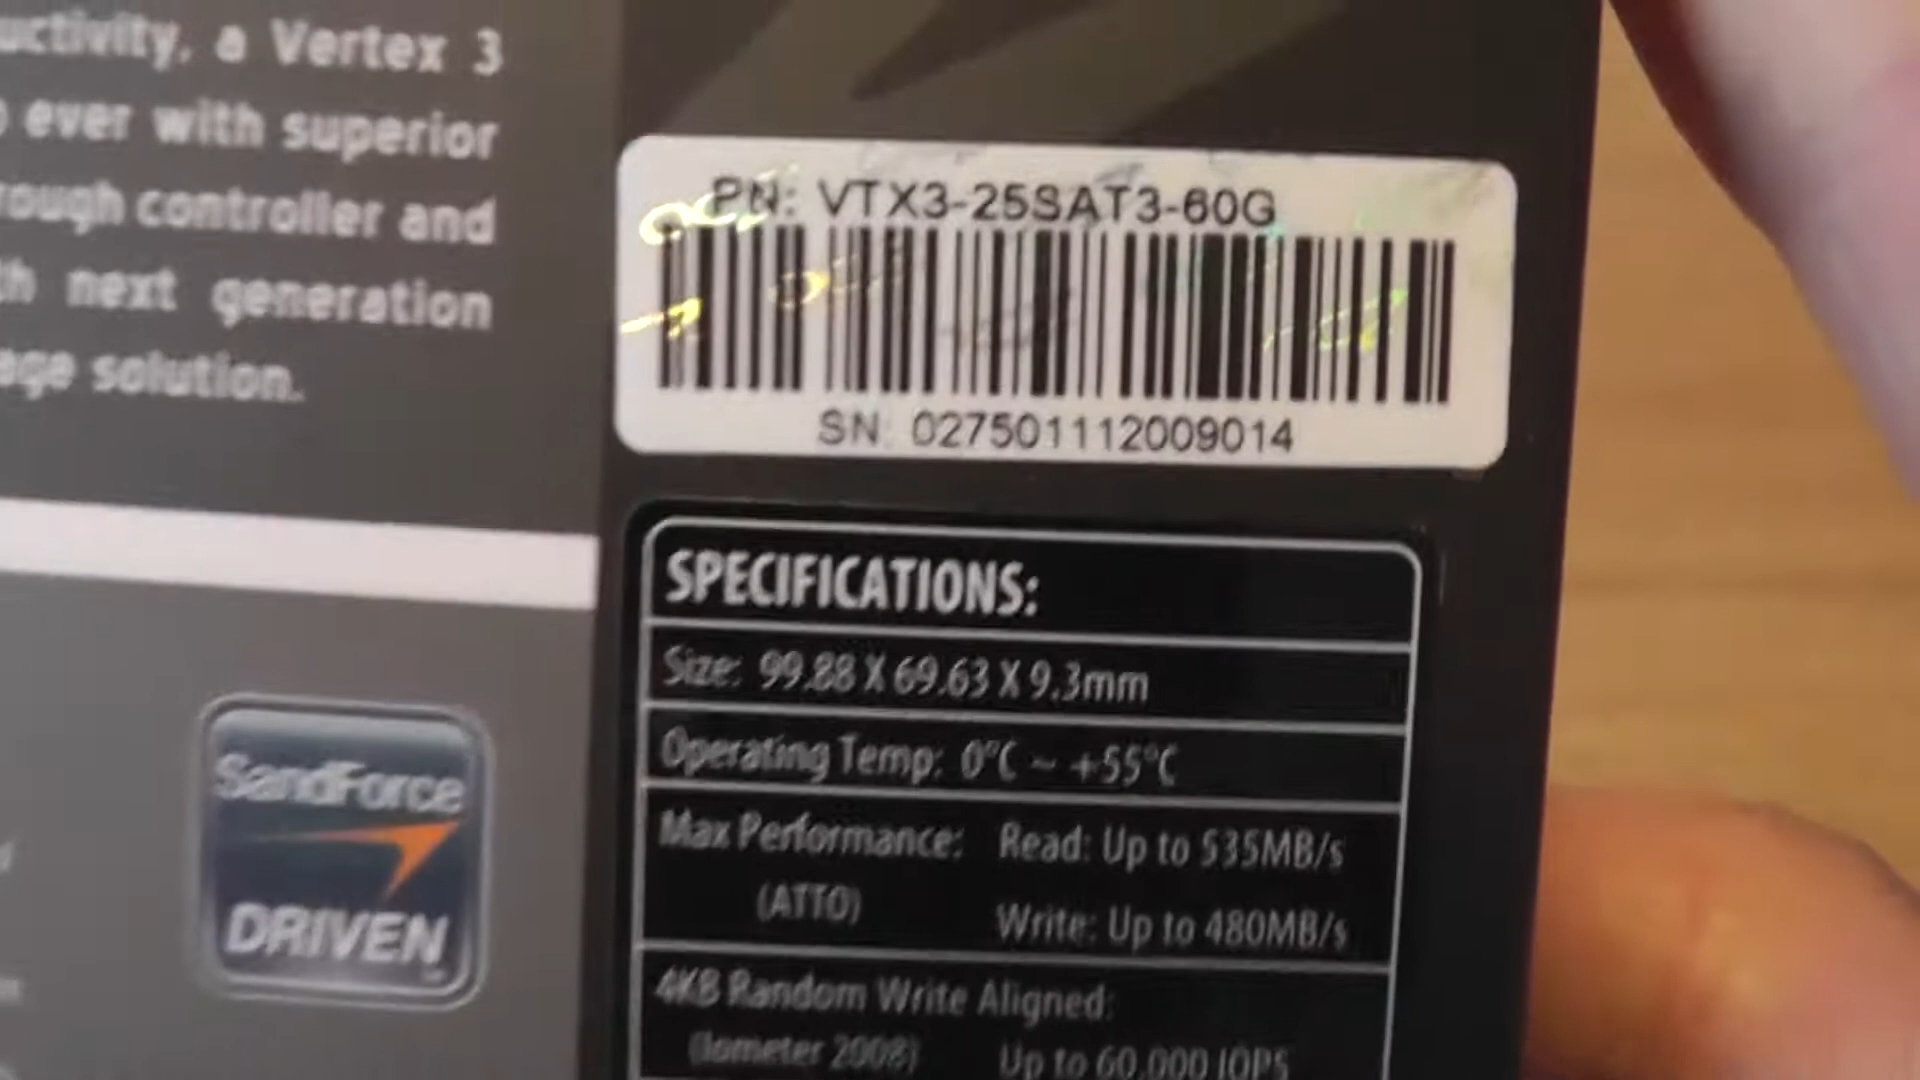 a Vertex 3
ever with superior
controller and
next generation
solution.
PN: VTX3-25SAT3-60G
SN: 027501112009014
SandForce
DRIVEN
SPECIFICATIONS:
Size: 99.88 X 69.63 X 9.3mm
Operating Temp: 0°C ~ +55°C
Max Performance: Read: Up to 535MB/s
(ATTO) Write: Up to 480MB/s
4KB Random Write Aligned:
(Iometer 2008) Up to 60,000 IOPS